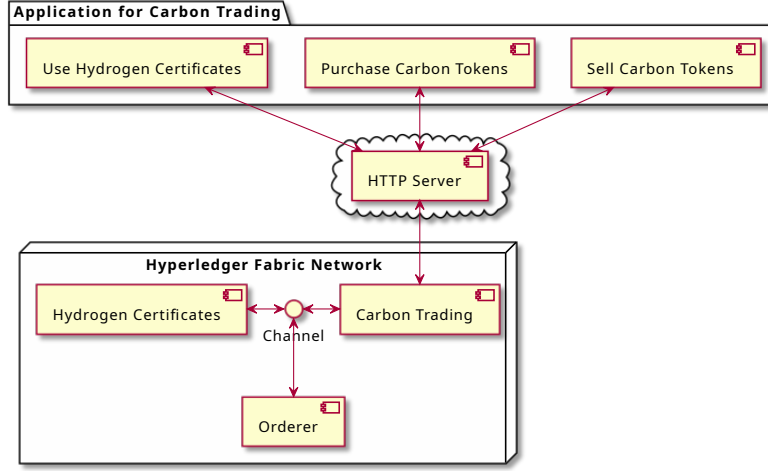 Application for Carbon Trading
Use Hydrogen Certificates
Purchase Carbon Tokens
Sell Carbon Tokens
HTTP Server
Hyperledger Fabric Network
Hydrogen Certificates
Carbon Trading
Channel
Orderer